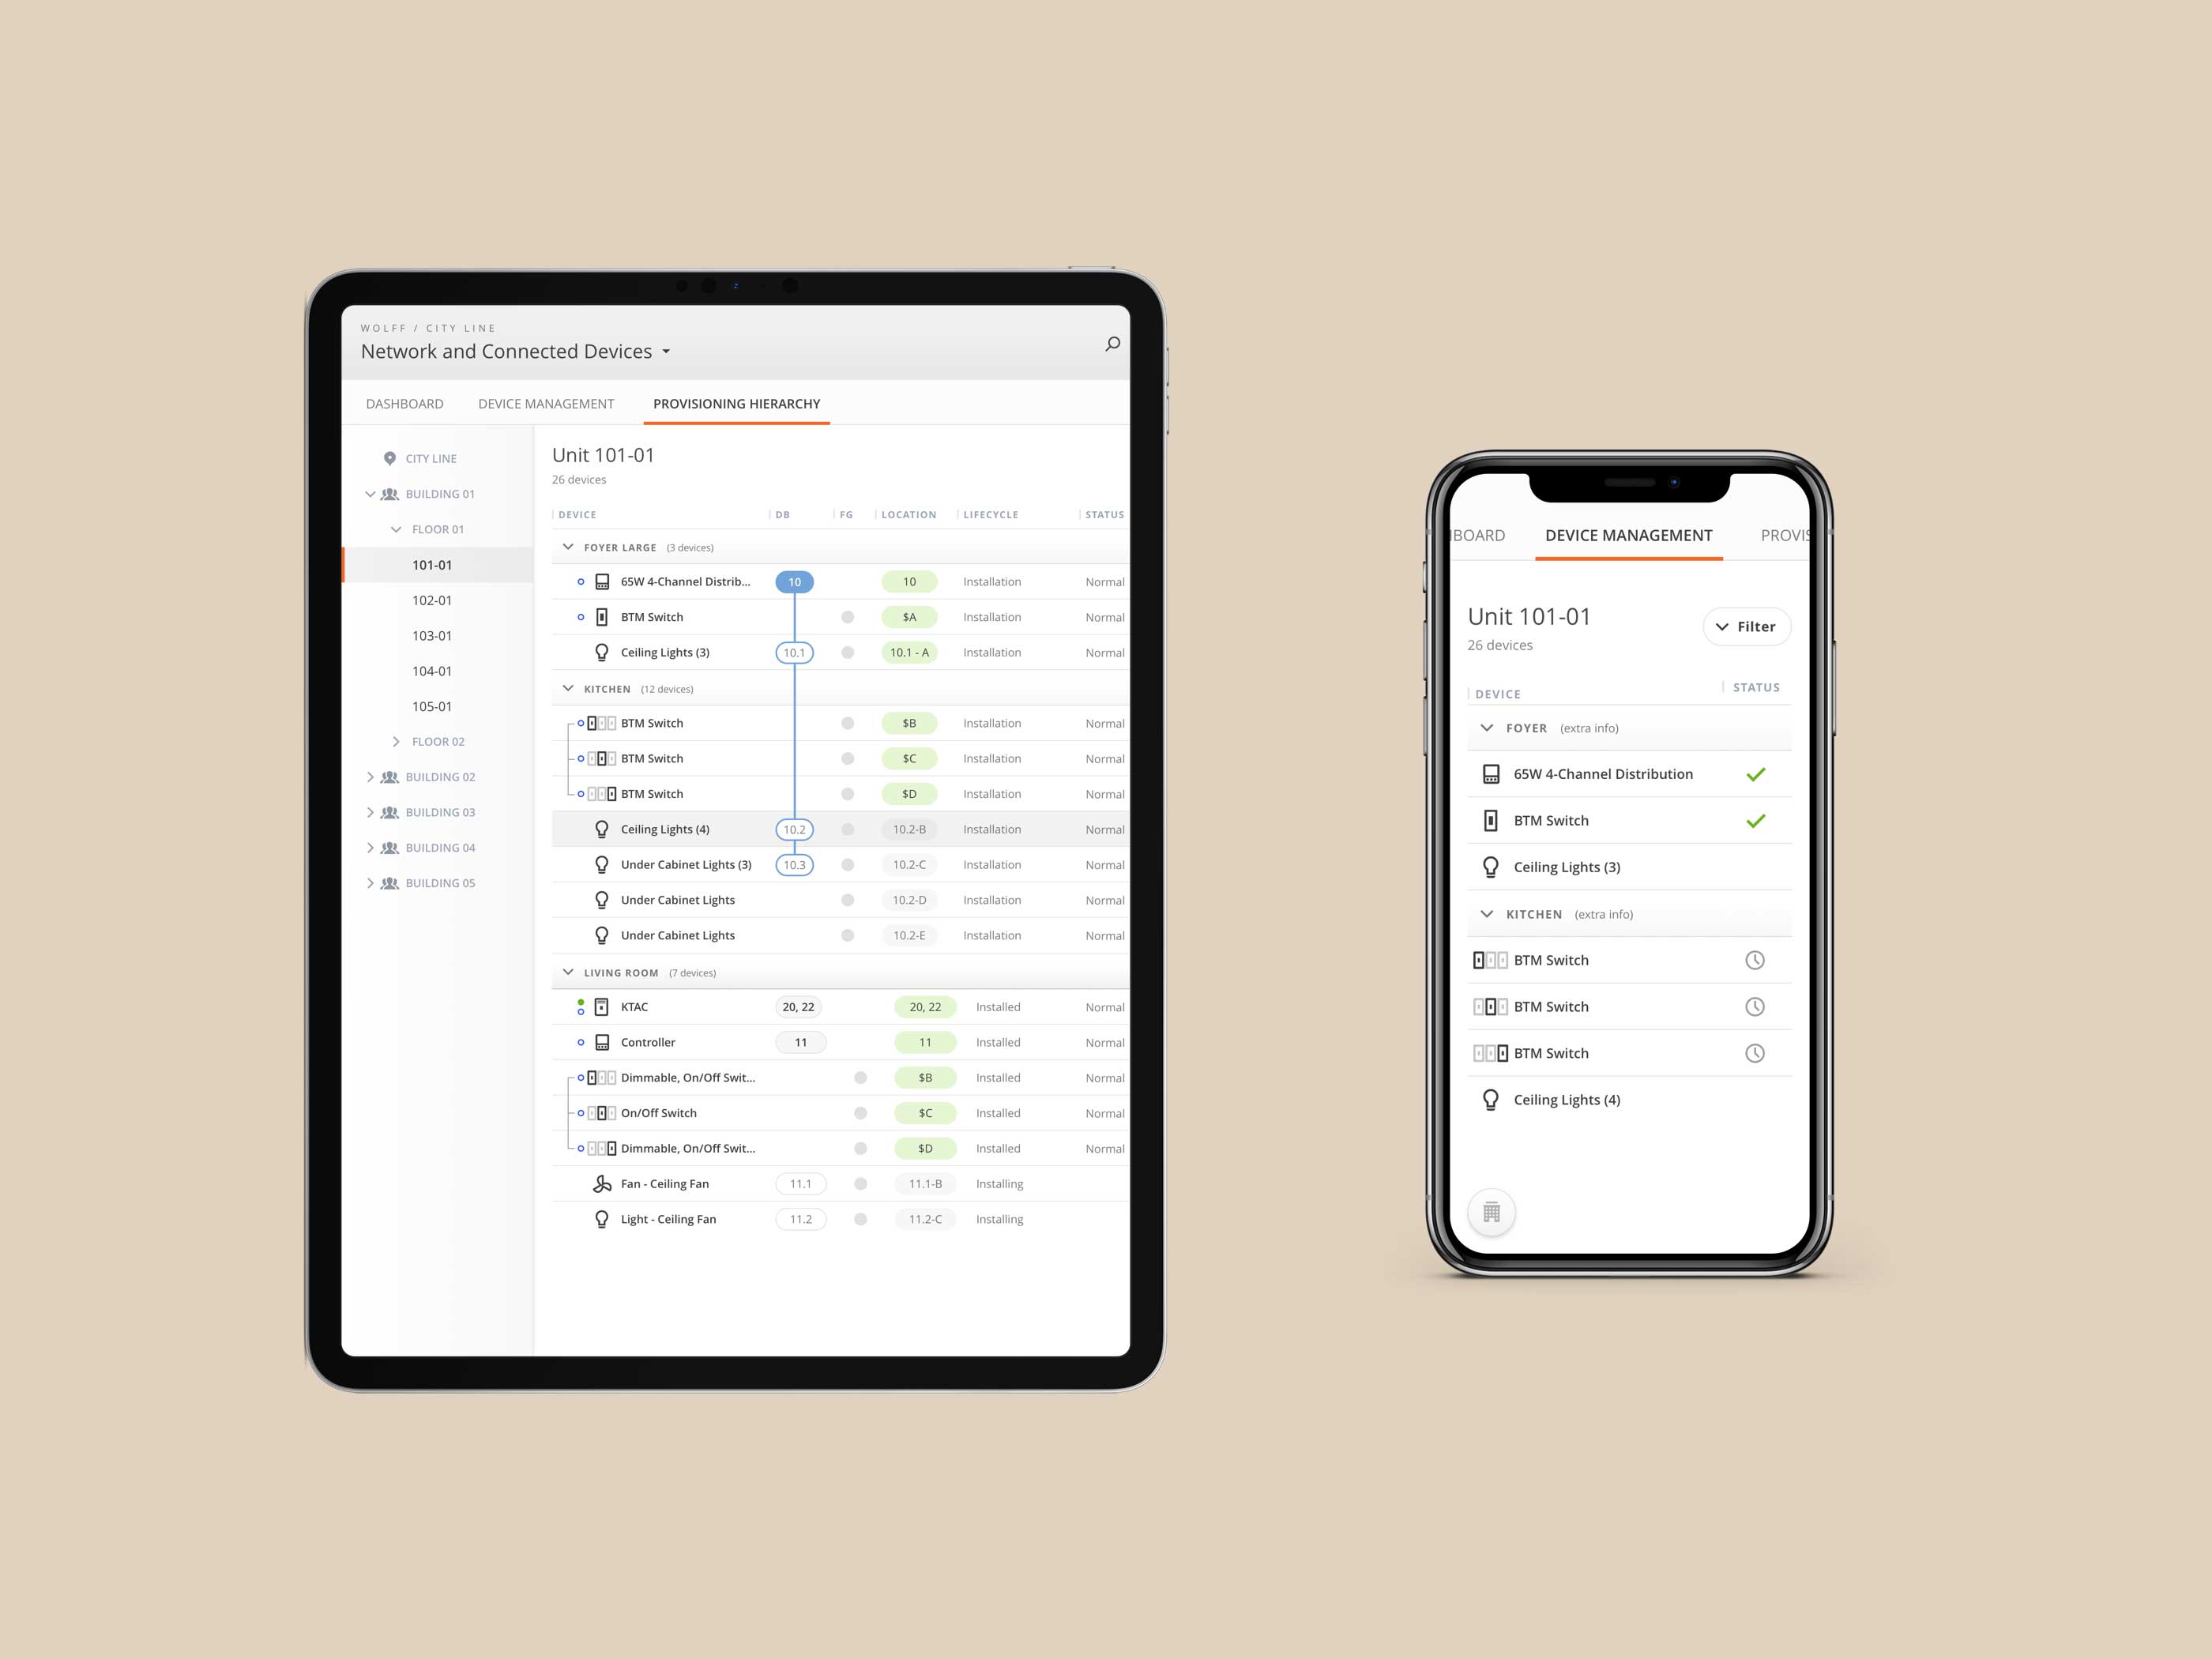 WOLFF / CITY LINE
Network and Connected Devices
DASHBOARD DEVICE MANAGEMENT PROVISIONING HIERARCHY
CITY LINE
BUILDING 01
FLOOR 01
101-01
102-01
103-01
104-01
105-01
FLOOR 02
BUILDING 02
BUILDING 03
BUILDING 04
BUILDING 05
Unit 101-01
26 devices
DEVICE DB FG LOCATION LIFECYCLE STATUS
FOYER LARGE (3 devices)
65W 4-Channel Distrib... 10 10 Installation Normal
BTM Switch $A Installation Normal
Ceiling Lights (3) 10.1 10.1 - A Installation Normal
KITCHEN (12 devices)
BTM Switch $B Installation Normal
BTM Switch $C Installation Normal
BTM Switch $D Installation Normal
Ceiling Lights (4) 10.2 10.2-B Installation Normal
Under Cabinet Lights (3) 10.3 10.2-C Installation Normal
Under Cabinet Lights 10.2-D Installation Normal
Under Cabinet Lights 10.2-E Installation Normal
LIVING ROOM (7 devices)
KTAC 20, 22 20, 22 Installed Normal
Controller 11 11 Installed Normal
Dimmable, On/Off Swit... $B Installed Normal
On/Off Switch $C Installed Normal
Dimmable, On/Off Swit... $D Installed Normal
Fan - Ceiling Fan 11.1 11.1-B Installing
Light - Ceiling Fan 11.2 11.2-C Installing
BOARD DEVICE MANAGEMENT PROVIS
Unit 101-01
26 devices
Filter
DEVICE STATUS
FOYER (extra info)
65W 4-Channel Distribution
BTM Switch
Ceiling Lights (3)
KITCHEN (extra info)
BTM Switch
BTM Switch
BTM Switch
Ceiling Lights (4)